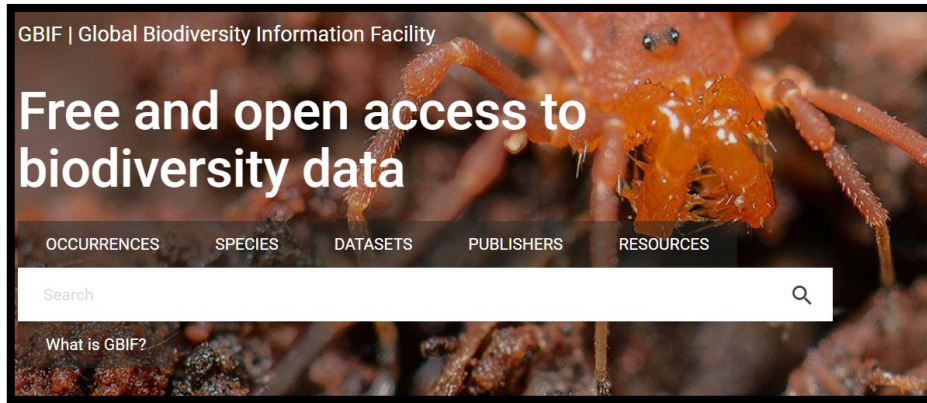 GBIF | Global Biodiversity Information Facility
Free and open access to
biodiversity data
OCCURRENCES SPECIES DATASETS PUBLISHERS RESOURCES
Search
What is GBIF?